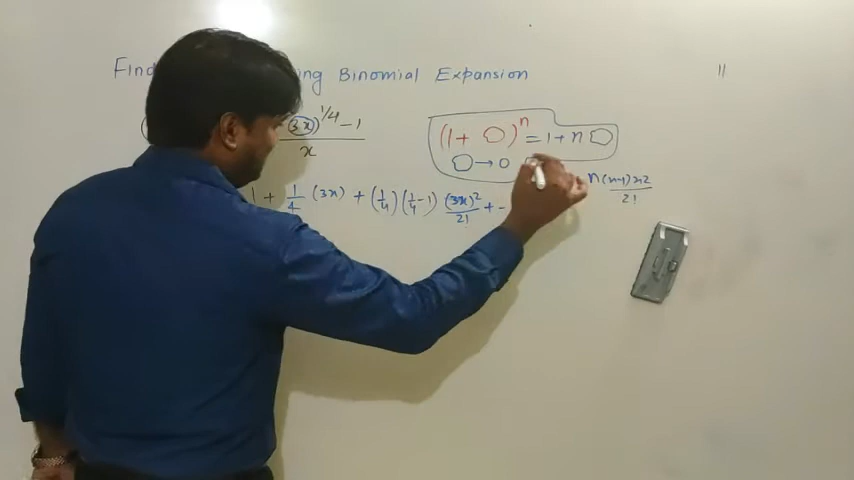 Find ing Binomial Expansion 11
3x)^{1/4} - 1 / x
(1 + ⬠)^n = 1 + n ⬠
⬠ → 0
1 + 1/4 (3x) + (1/4)(1/4 - 1) (3x)^2 / 2! + -
n(n-1)x2 / 2!